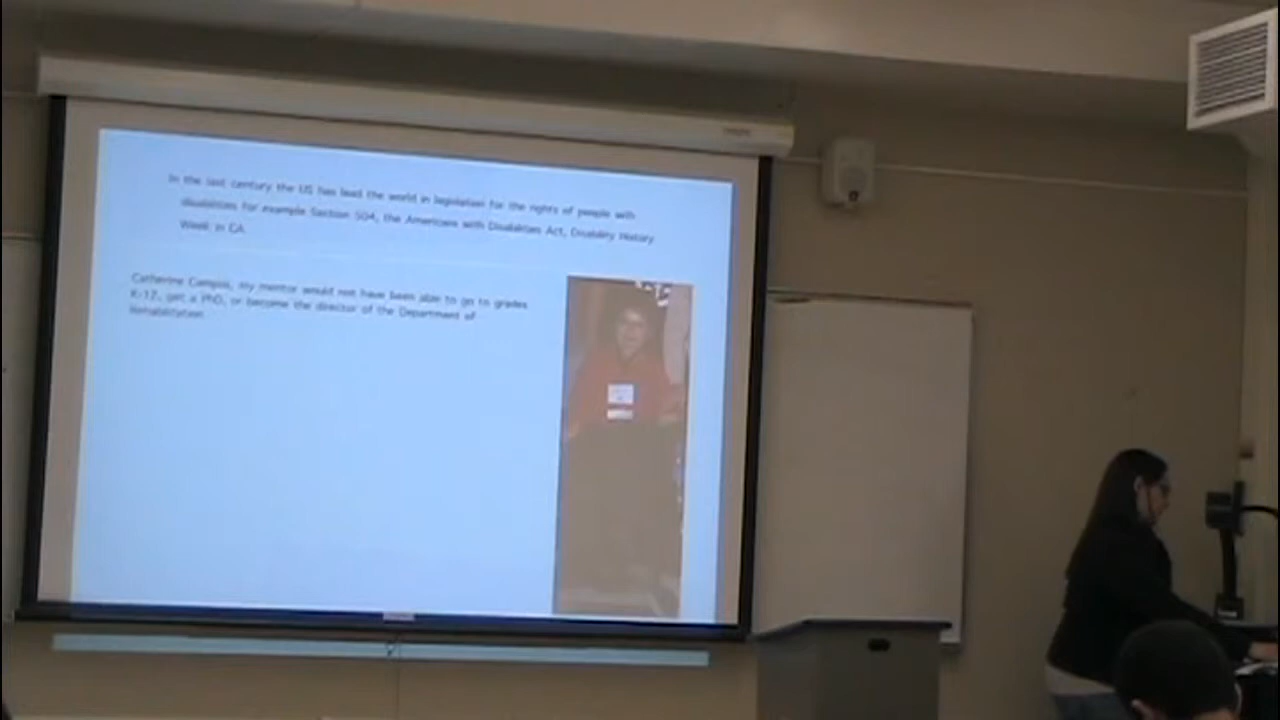 In the last century the US has lead the world in legislation for the rights of people with
disabilities for example Section 504, the Americans with Disabilities Act, Disability History
Week in CA
Catherine Campisi, my mentor would not have been able to go to grades
K-12, get a PhD, or become the director of the Department of
Rehabilitation